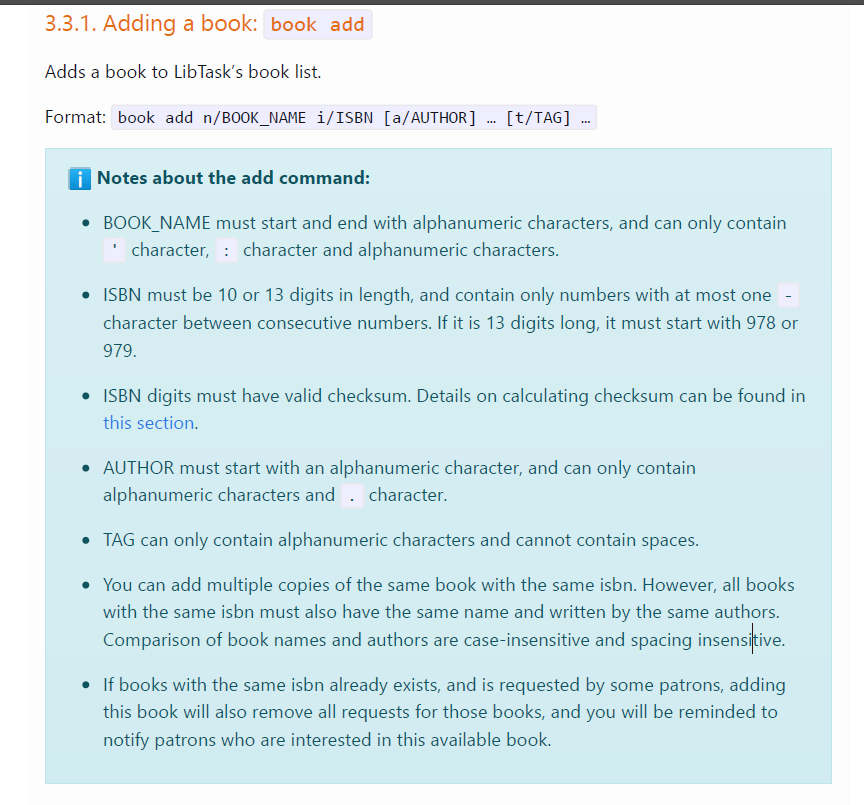 3.3.1. Adding a book: book add
Adds a book to LibTask’s book list.
Format: book add n/BOOK_NAME i/ISBN [a/AUTHOR] … [t/TAG] …
ℹ️ Notes about the add command:
• BOOK_NAME must start and end with alphanumeric characters, and can only contain
' character, : character and alphanumeric characters.
• ISBN must be 10 or 13 digits in length, and contain only numbers with at most one -
character between consecutive numbers. If it is 13 digits long, it must start with 978 or
979.
• ISBN digits must have valid checksum. Details on calculating checksum can be found in
this section.
• AUTHOR must start with an alphanumeric character, and can only contain
alphanumeric characters and . character.
• TAG can only contain alphanumeric characters and cannot contain spaces.
• You can add multiple copies of the same book with the same isbn. However, all books
with the same isbn must also have the same name and written by the same authors.
Comparison of book names and authors are case-insensitive and spacing insensitive.
• If books with the same isbn already exists, and is requested by some patrons, adding
this book will also remove all requests for those books, and you will be reminded to
notify patrons who are interested in this available book.